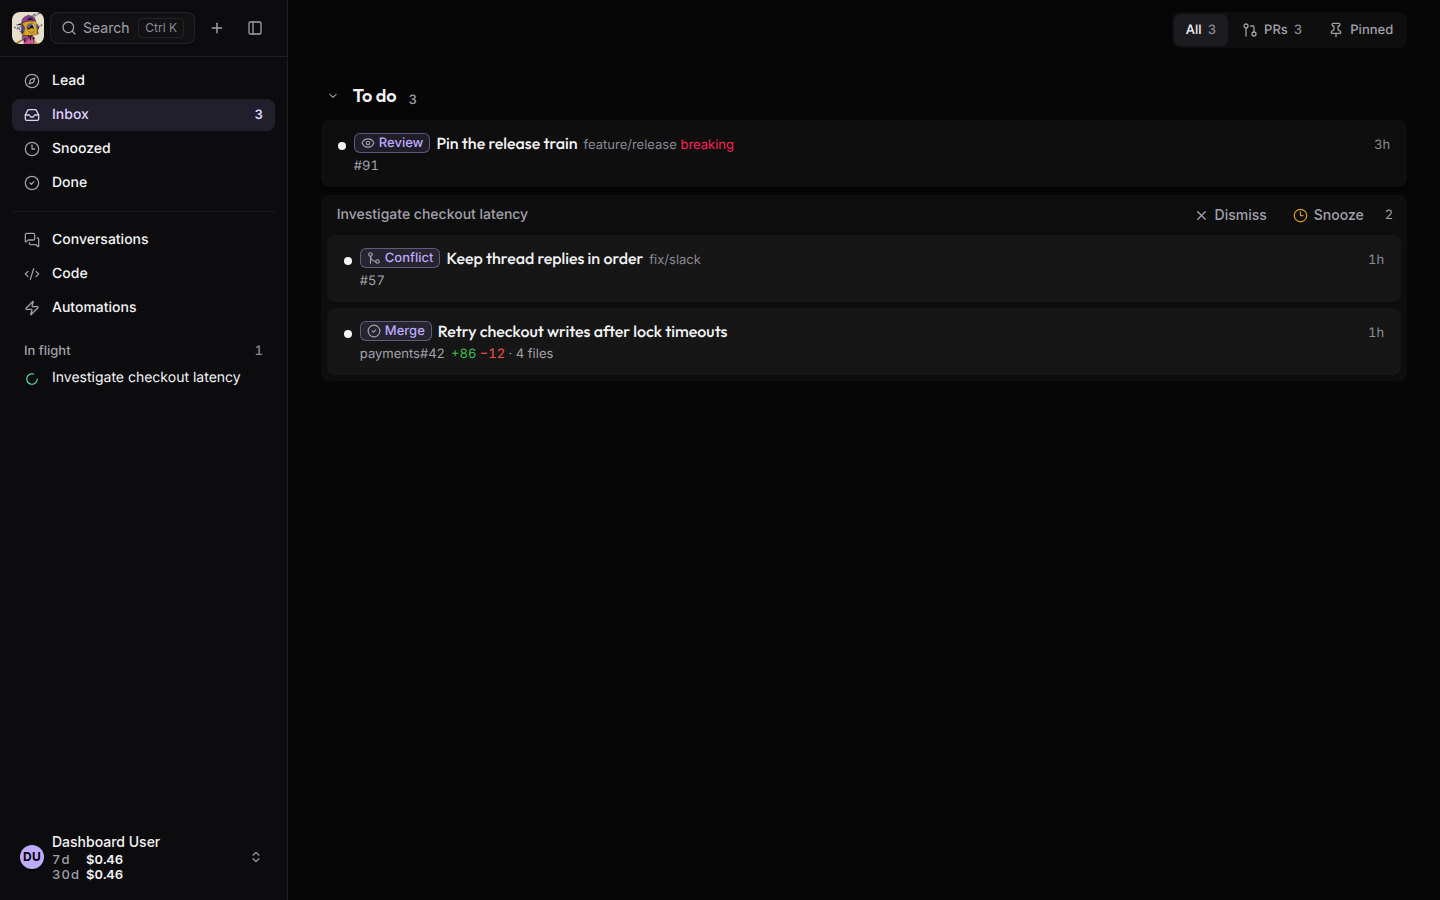 Search Ctrl K
Lead
Inbox 3
Snoozed
Done
Conversations
Code
Automations
In flight 1
Investigate checkout latency
DU Dashboard User
7d $0.46
30d $0.46
All 3 PRs 3 Pinned
To do 3
Review Pin the release train feature/release breaking 3h
#91
Investigate checkout latency Dismiss Snooze 2
Conflict Keep thread replies in order fix/slack 1h
#57
Merge Retry checkout writes after lock timeouts 1h
payments#42 +86 −12 · 4 files